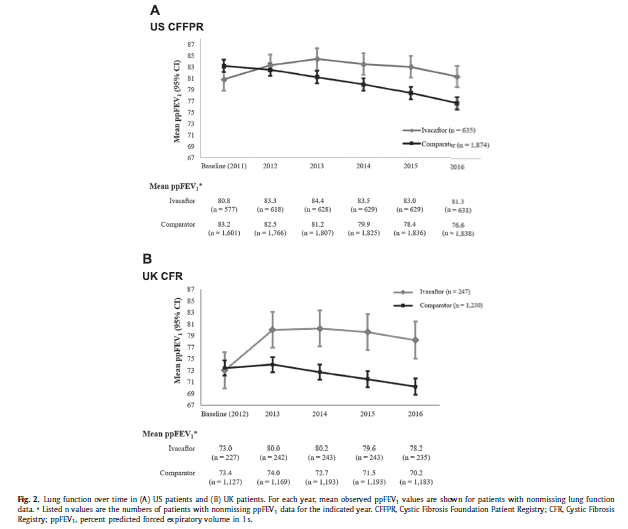 A
US CFFPR
87
85
83
81
79
77
75
73
71
69
67
Mean ppFEV1 (95% CI)
Ivacaftor (n = 635)
Comparator (n = 1,874)
Baseline (2011) 2012 2013 2014 2015 2016
Mean ppFEV1*
Ivacaftor 80.8 83.3 84.4 83.5 83.0 81.3
(n = 577) (n = 618) (n = 628) (n = 629) (n = 629) (n = 631)
Comparator 83.2 82.5 81.2 79.9 78.4 76.6
(n = 1,601) (n = 1,766) (n = 1,807) (n = 1,825) (n = 1,836) (n = 1,838)
B
UK CFR
87
85
83
81
79
77
75
73
71
69
67
Mean ppFEV1 (95% CI)
Ivacaftor (n = 247)
Comparator (n = 1,230)
Baseline (2012) 2013 2014 2015 2016
Mean ppFEV1*
Ivacaftor 73.0 80.0 80.2 79.6 78.2
(n = 227) (n = 242) (n = 243) (n = 243) (n = 235)
Comparator 73.4 74.0 72.7 71.5 70.2
(n = 1,127) (n = 1,169) (n = 1,193) (n = 1,193) (n = 1,183)
Fig. 2. Lung function over time in (A) US patients and (B) UK patients. For each year, mean observed ppFEV1 values are shown for patients with nonmissing lung function
data. * Listed n values are the numbers of patients with nonmissing ppFEV1 data for the indicated year. CFFPR, Cystic Fibrosis Foundation Patient Registry; CFR, Cystic Fibrosis
Registry; ppFEV1, percent predicted forced expiratory volume in 1 s.